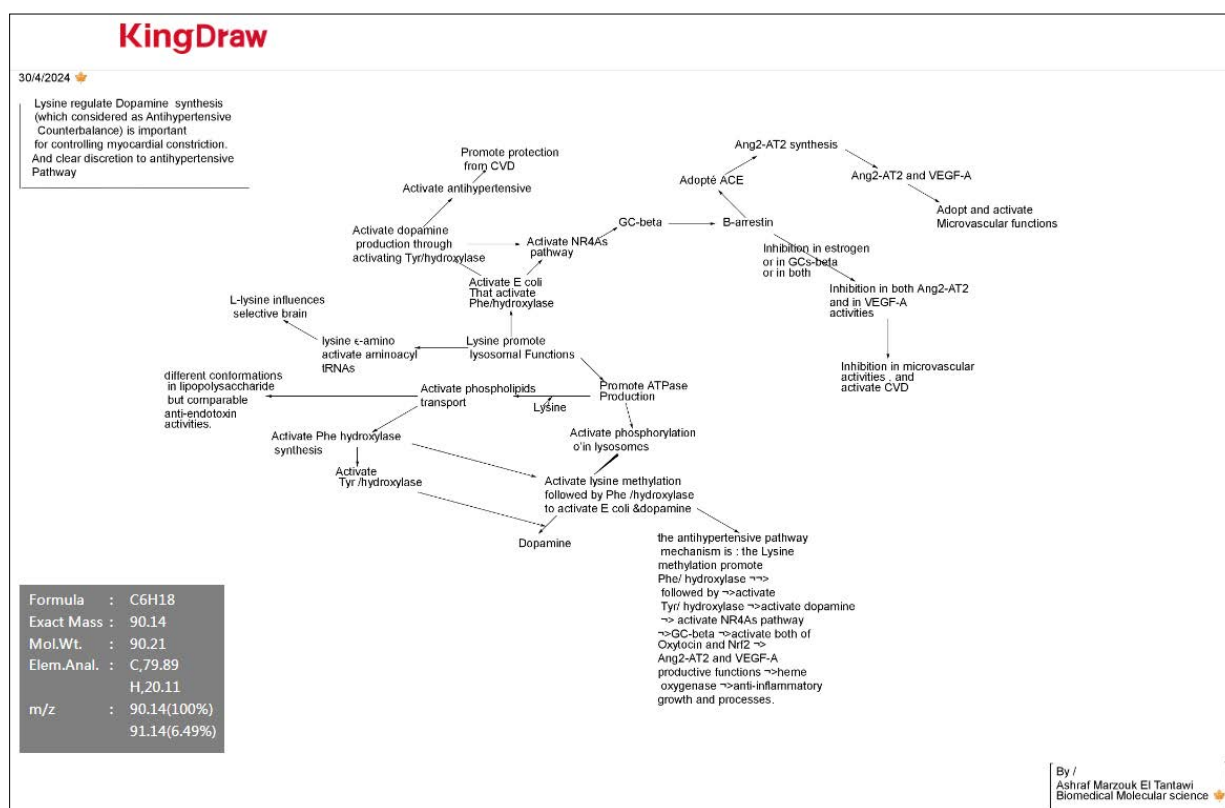 KingDraw
30/4/2024
Lysine regulate Dopamine synthesis
(which considered as Antihypertensive
Counterbalance) is important
for controlling myocardial constriction.
And clear discretion to antihypertensive
Pathway
Promote protection
from CVD
Activate antihypertensive
Activate dopamine
production through
activating Tyr/hydroxylase
Activate NR4As
pathway
GC-beta
B-arrestin
Adopté ACE
Ang2-AT2 synthesis
Ang2-AT2 and VEGF-A
Adopt and activate
Microvascular functions
Inhibition in estrogen
or in GCs-beta
or in both
Inhibition in both Ang2-AT2
and in VEGF-A
activities
Inhibition in microvascular
activities , and
activate CVD
Activate E coli
That activate
Phe/hydroxylase
L-lysine influences
selective brain
lysine ϵ-amino
activate aminoacyl
tRNAs
Lysine promote
lysosomal Functions
different conformations
in lipopolysaccharide
but comparable
anti-endotoxin
activities.
Activate phospholipids
transport
Lysine
Promote ATPase
Production
Activate Phe hydroxylase
synthesis
Activate phosphorylation
o'in lysosomes
Activate
Tyr /hydroxylase
Activate lysine methylation
followed by Phe /hydroxylase
to activate E coli &dopamine
Dopamine
the antihypertensive pathway
mechanism is : the Lysine
methylation promote
Phe/ hydroxylase ¬¬>
followed by ¬>activate
Tyr/ hydroxylase ¬>activate dopamine
¬> activate NR4As pathway
¬>GC-beta ¬>activate both of
Oxytocin and Nrf2 ¬>
Ang2-AT2 and VEGF-A
productive functions ¬>heme
oxygenase ¬>anti-inflammatory
growth and processes.
Formula : C6H18
Exact Mass : 90.14
Mol.Wt. : 90.21
Elem.Anal. : C,79.89
H,20.11
m/z : 90.14(100%)
91.14(6.49%)
By /
Ashraf Marzouk El Tantawi
Biomedical Molecular science